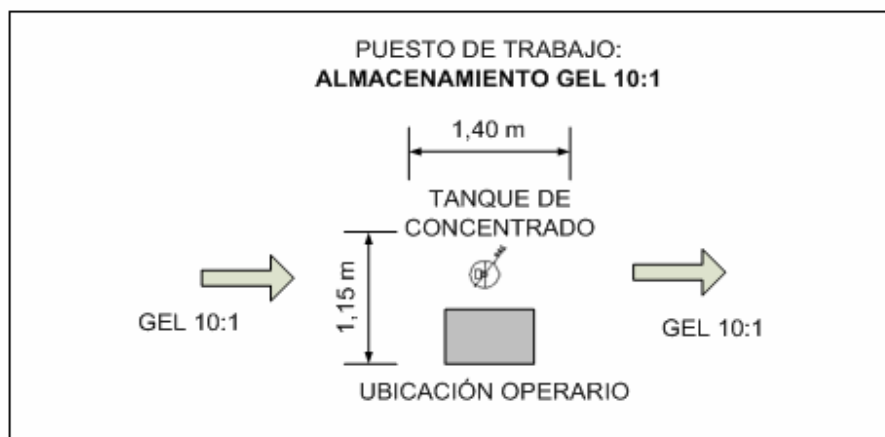 PUESTO DE TRABAJO:
ALMACENAMIENTO GEL 10:1
1,40 m
TANQUE DE
CONCENTRADO
1,15 m
GEL 10:1
GEL 10:1
UBICACIÓN OPERARIO